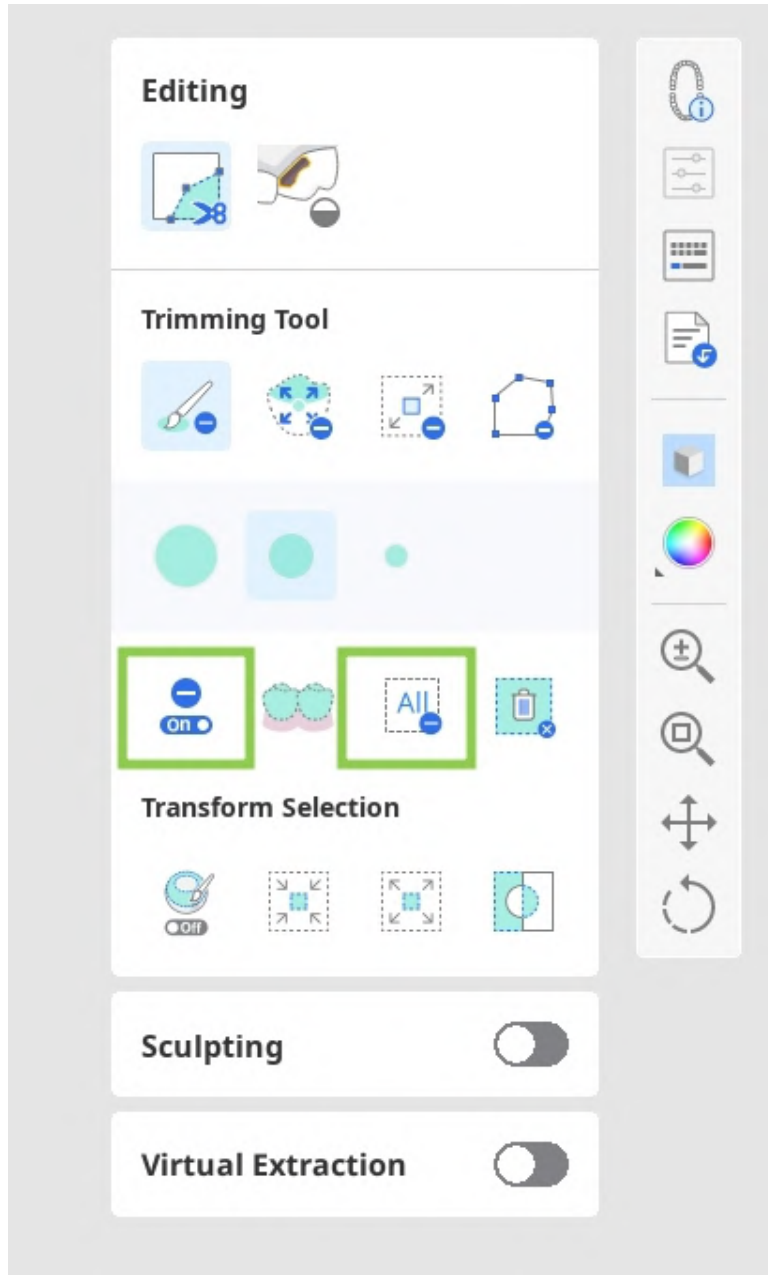 Editing
Trimming Tool
On
All
Transform Selection
Off
Sculpting
Virtual Extraction